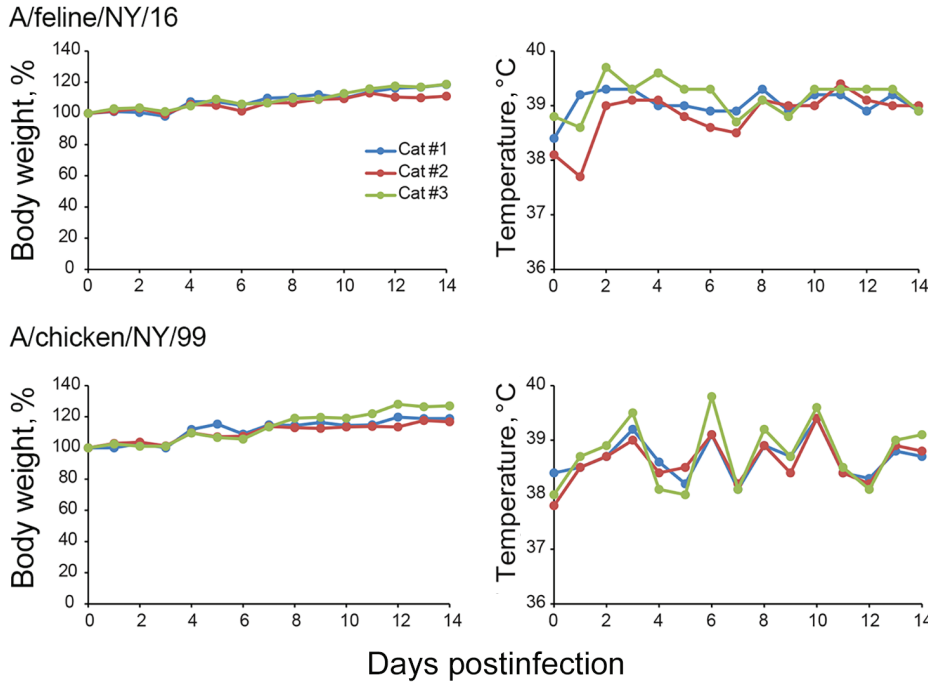 A/feline/NY/16
Body weight, %
140
120
100
80
60
40
20
0
0 2 4 6 8 10 12 14
Cat #1
Cat #2
Cat #3
Temperature, °C
40
39
38
37
36
0 2 4 6 8 10 12 14
A/chicken/NY/99
Body weight, %
140
120
100
80
60
40
20
0
0 2 4 6 8 10 12 14
Temperature, °C
40
39
38
37
36
0 2 4 6 8 10 12 14
Days postinfection